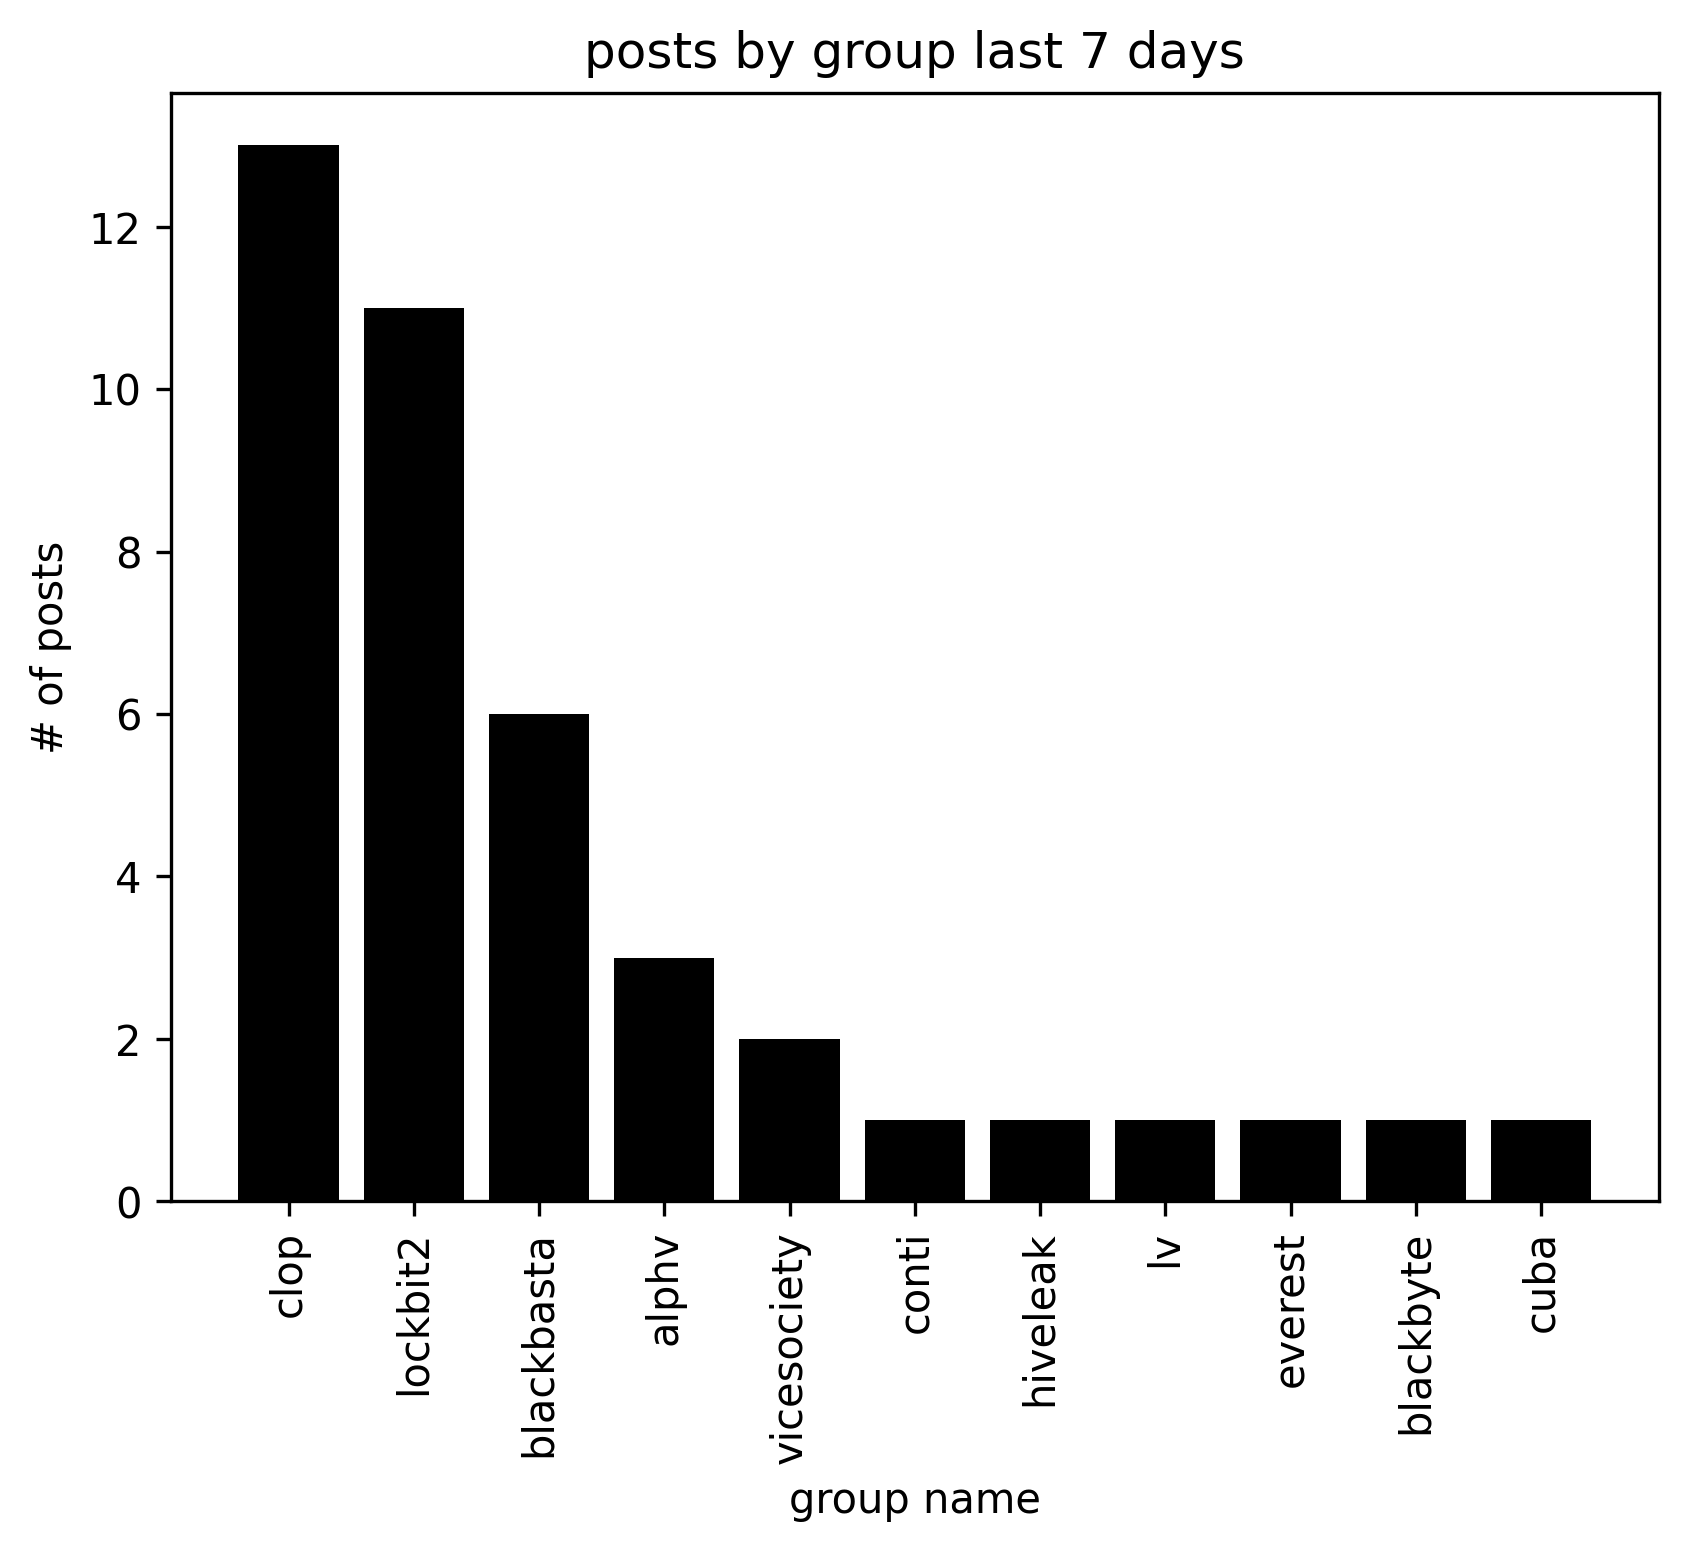 posts by group last 7 days
# of posts
12
10
8
6
4
2
0
clop
lockbit2
blackbasta
alphv
vicesociety
conti
hiveleak
lv
everest
blackbyte
cuba
group name